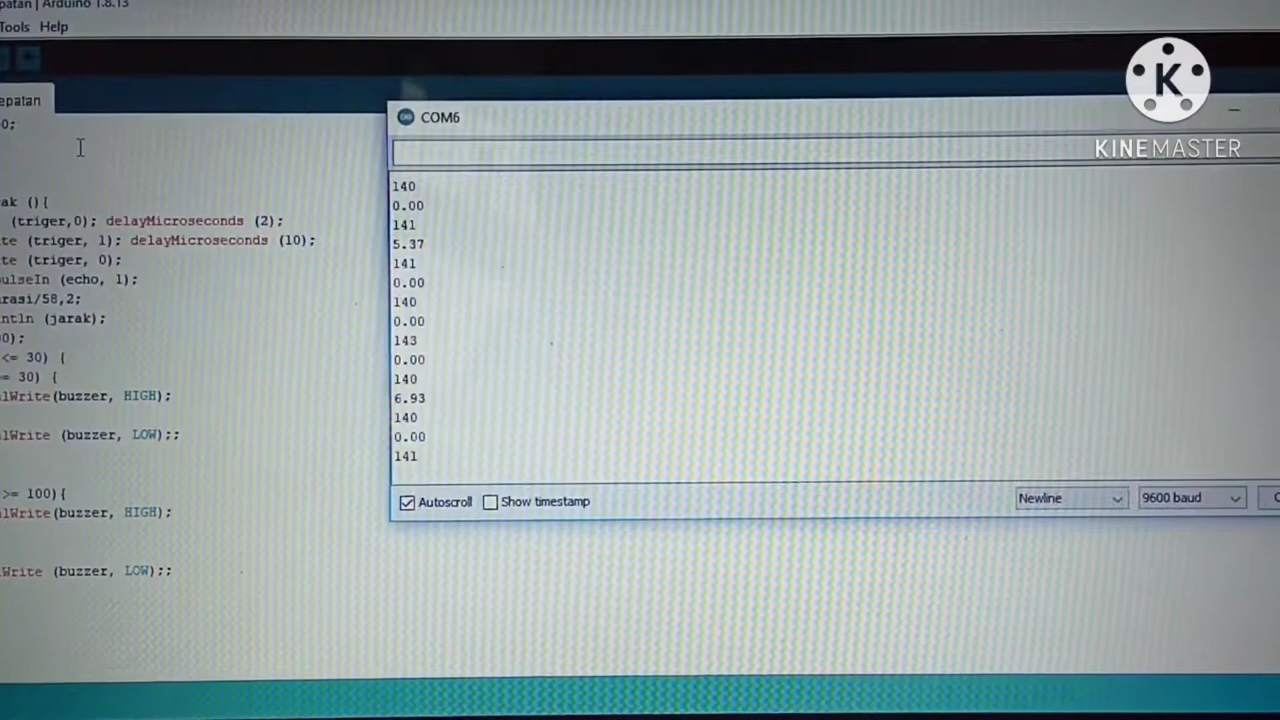 patan | Arduino 1.8.13
Tools Help
epatan
0;
ak (){
(triger,0); delayMicroseconds (2);
te (triger, 1); delayMicroseconds (10);
te (triger, 0);
ulseIn (echo, 1);
rasi/58,2;
ntln (jarak);
0);
<= 30) {
= 30) {
lWrite(buzzer, HIGH);
lWrite (buzzer, LOW);;
>= 100){
lWrite(buzzer, HIGH);
lWrite (buzzer, LOW);;
COM6
140
0.00
141
5.37
141
0.00
140
0.00
143
0.00
140
6.93
140
0.00
141
Autoscroll Show timestamp
Newline
9600 baud
K
KINEMASTER